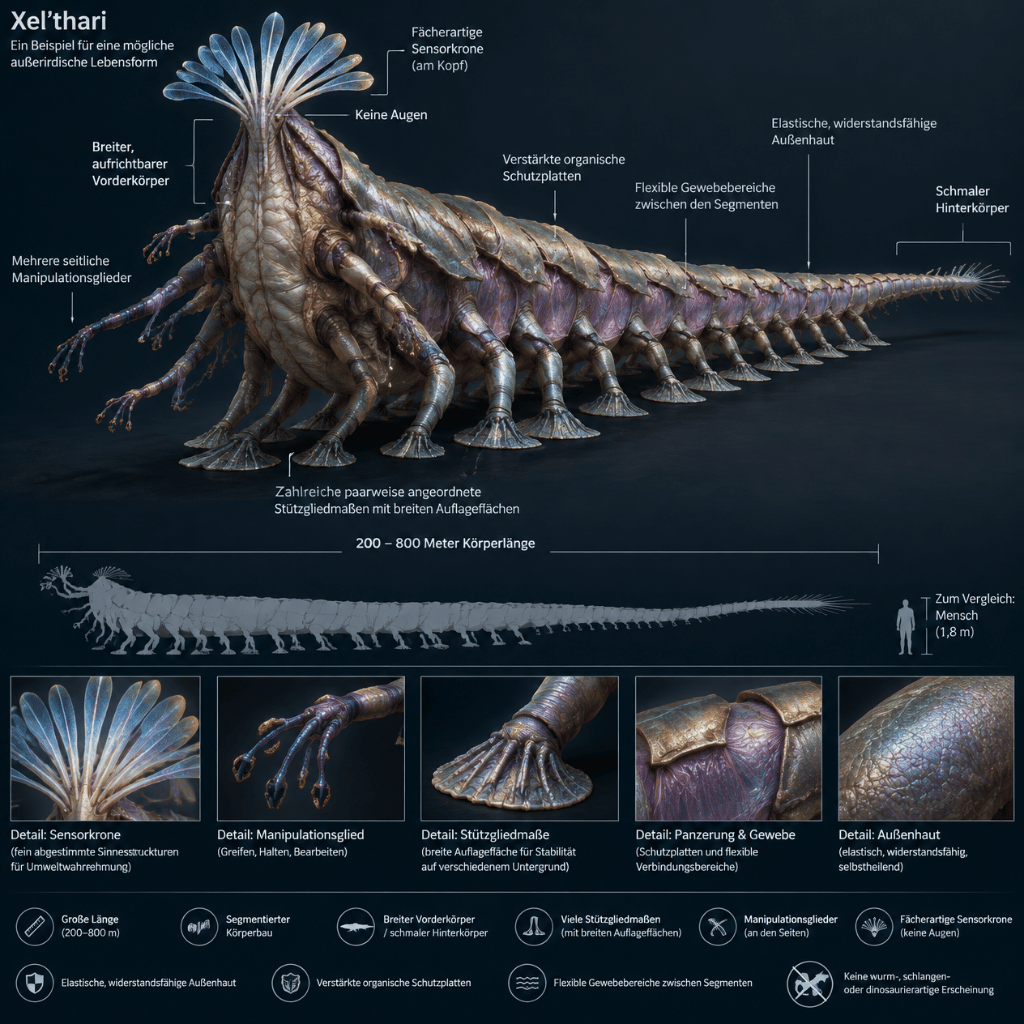 Xel'thari
Ein Beispiel für eine mögliche
außerirdische Lebensform
Fächerartige
Sensorkrone
(am Kopf)
Keine Augen
Breiter,
aufrichtbarer
Vorderkörper
Mehrere seitliche
Manipulationsglieder
Verstärkte organische
Schutzplatten
Flexible Gewebebereiche
zwischen den Segmenten
Elastische, widerstandsfähige
Außenhaut
Schmaler
Hinterkörper
Zahlreiche paarweise angeordnete
Stützgliedmaßen mit breiten Auflageflächen
200 – 800 Meter Körperlänge
Zum Vergleich:
Mensch
(1,8 m)
Detail: Sensorkrone
(fein abgestimmte Sinnesstrukturen
für Umweltwahrnehmung)
Detail: Manipulationsglied
(Greifen, Halten, Bearbeiten)
Detail: Stützgliedmaße
(breite Auflagefläche für Stabilität
auf verschiedenem Untergrund)
Detail: Panzerung & Gewebe
(Schutzplatten und flexible
Verbindungsbereiche)
Detail: Außenhaut
(elastisch, widerstandsfähig,
selbstheilend)
Große Länge
(200–800 m)
Segmentierter
Körperbau
Breiter Vorderkörper
/ schmaler Hinterkörper
Viele Stützgliedmaßen
(mit breiten Auflageflächen)
Manipulationsglieder
(an den Seiten)
Fächerartige Sensorkrone
(keine Augen)
Elastische, widerstandsfähige Außenhaut
Verstärkte organische Schutzplatten
Flexible Gewebebereiche zwischen Segmenten
Keine wurm-, schlangen-
oder dinosaurierartige Erscheinung